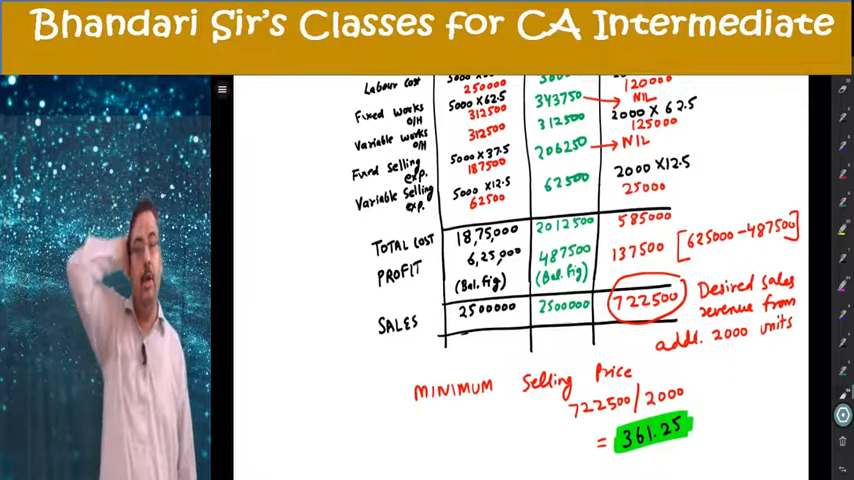 Bhandari Sir's Classes for CA Intermediate
Labour Cost 250000 120000
Fixed Works O/H 5000 X 62.5 312500 343750 → NIL
Variable Works O/H 312500 312500 2000 X 62.5 125000
Fixed Selling exp. 5000 X 37.5 187500 206250 → NIL
Variable Selling exp. 5000 X 12.5 62500 62500 2000 X 12.5 25000
TOTAL COST 18,75,000 2012500 585000
PROFIT 6,25,000 (Bal. Fig) 487500 (Bal. Fig) 137500 [625000-487500]
SALES 2500000 2500000 722500 Desired Sales revenue from addl. 2000 units
MINIMUM Selling Price
722500/2000
= 361.25